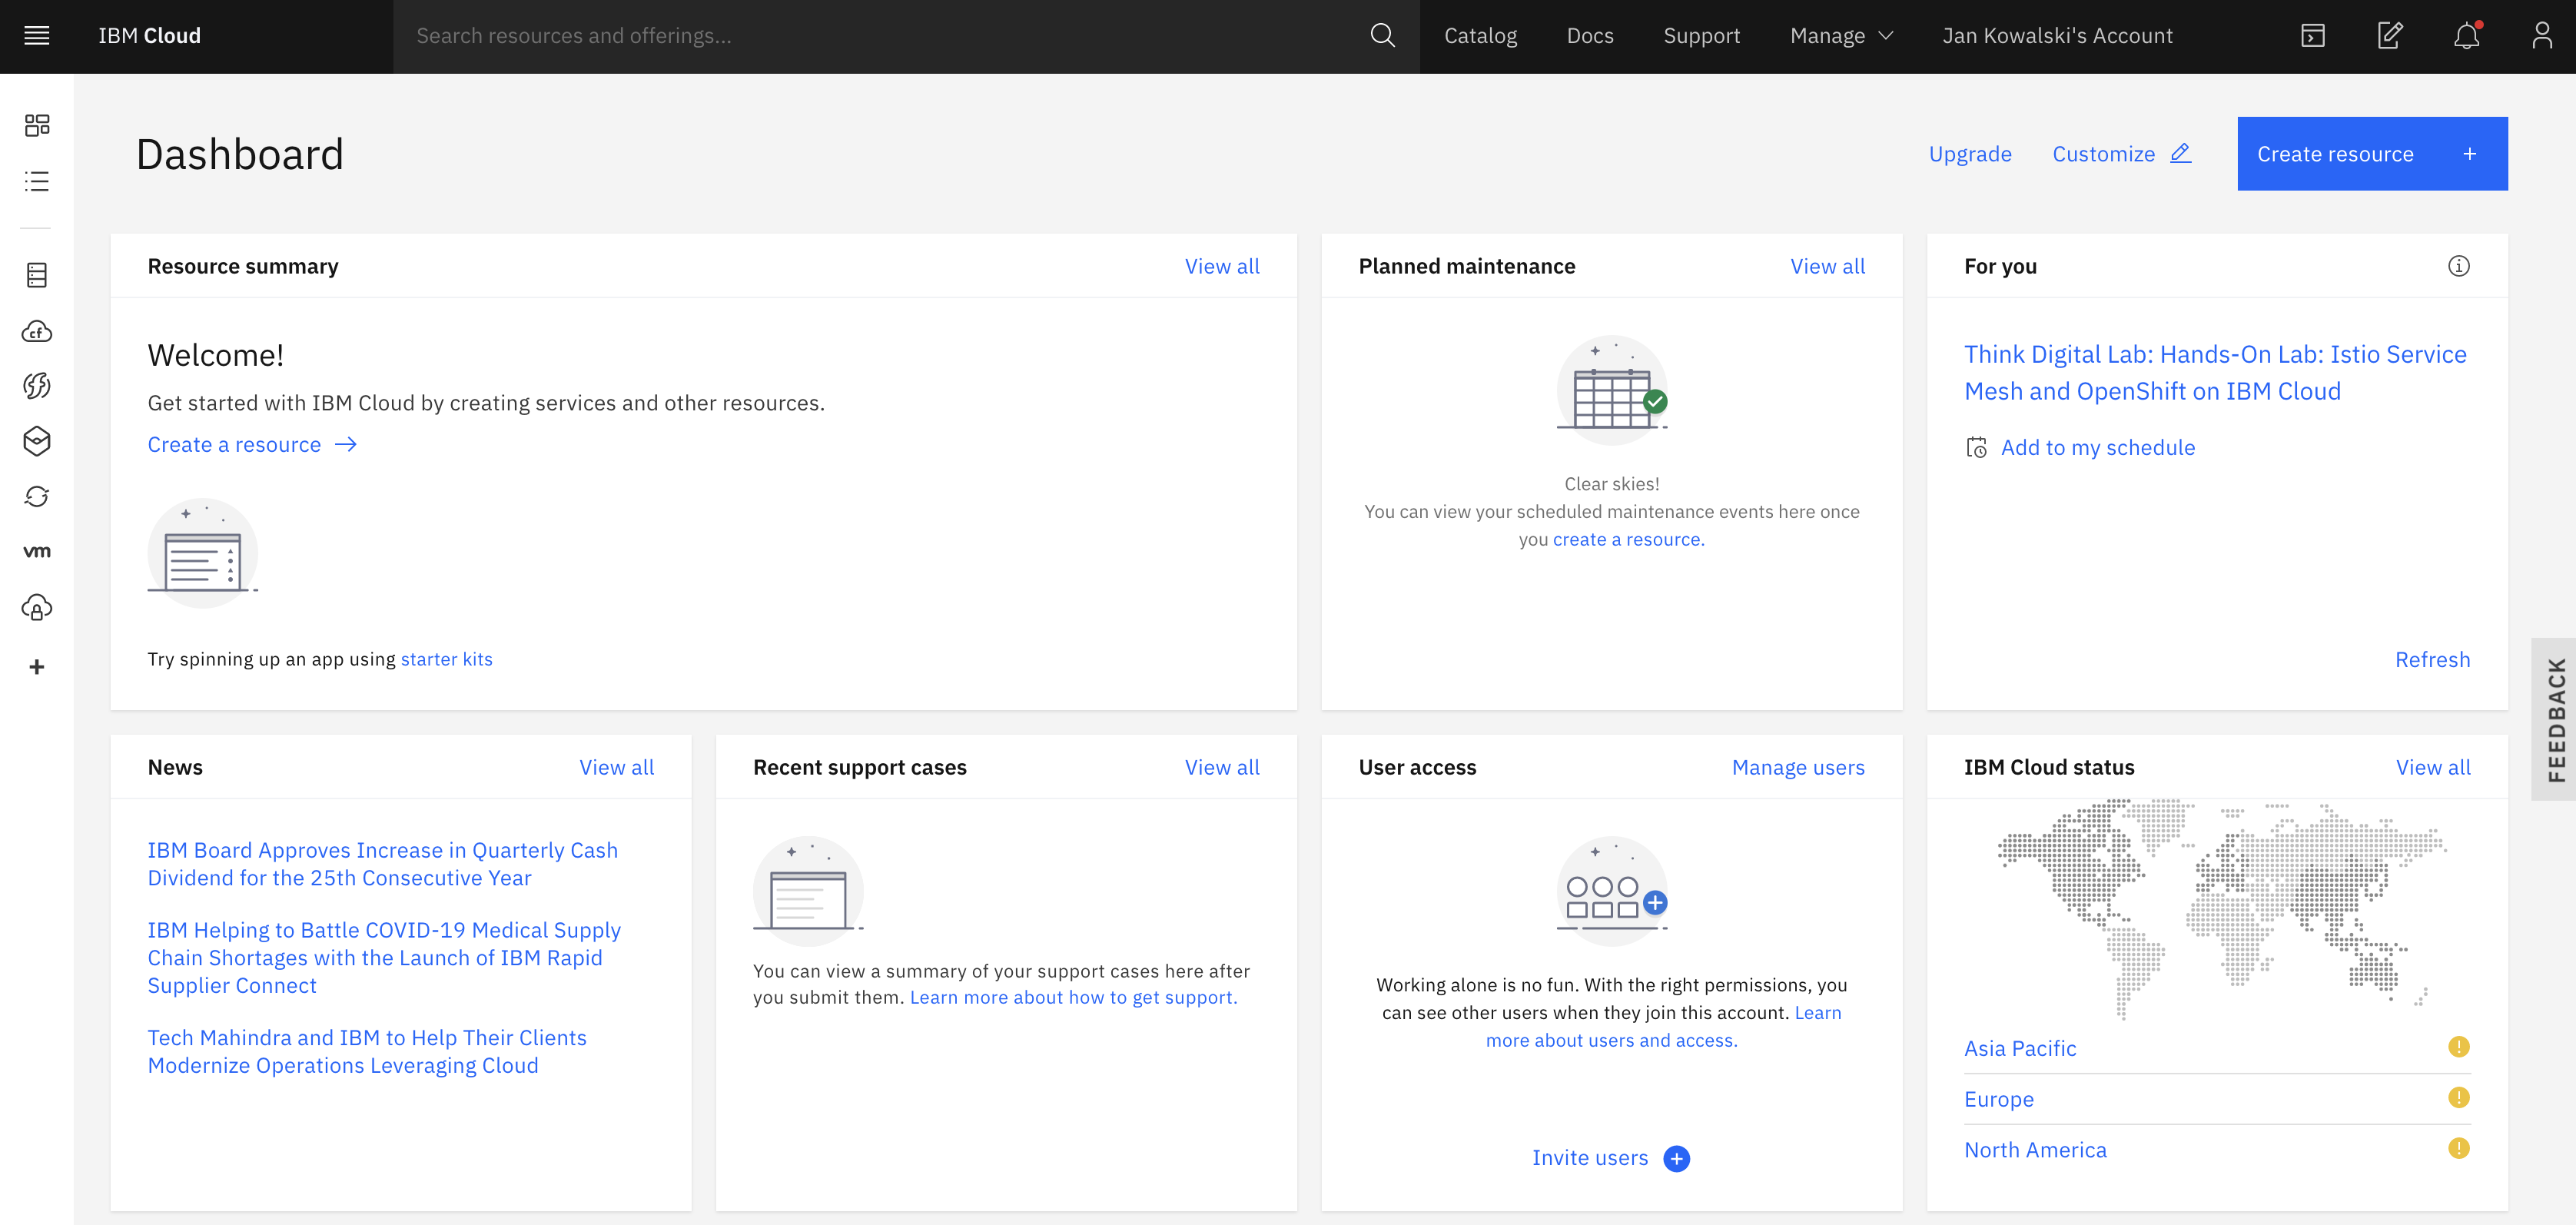 IBM Cloud
Search resources and offerings...
Catalog
Docs
Support
Manage
Jan Kowalski's Account
Dashboard
Upgrade
Customize
Create resource
Resource summary
View all
Welcome!
Get started with IBM Cloud by creating services and other resources.
Create a resource
Try spinning up an app using starter kits
Planned maintenance
View all
Clear skies!
You can view your scheduled maintenance events here once
you create a resource.
For you
Think Digital Lab: Hands-On Lab: Istio Service
Mesh and OpenShift on IBM Cloud
Add to my schedule
Refresh
cf
vm
FEEDBACK
News
View all
IBM Board Approves Increase in Quarterly Cash
Dividend for the 25th Consecutive Year
IBM Helping to Battle COVID-19 Medical Supply
Chain Shortages with the Launch of IBM Rapid
Supplier Connect
Tech Mahindra and IBM to Help Their Clients
Modernize Operations Leveraging Cloud
Recent support cases
View all
You can view a summary of your support cases here after
you submit them. Learn more about how to get support.
User access
Manage users
Working alone is no fun. With the right permissions, you
can see other users when they join this account. Learn
more about users and access.
Invite users
IBM Cloud status
View all
Asia Pacific
Europe
North America